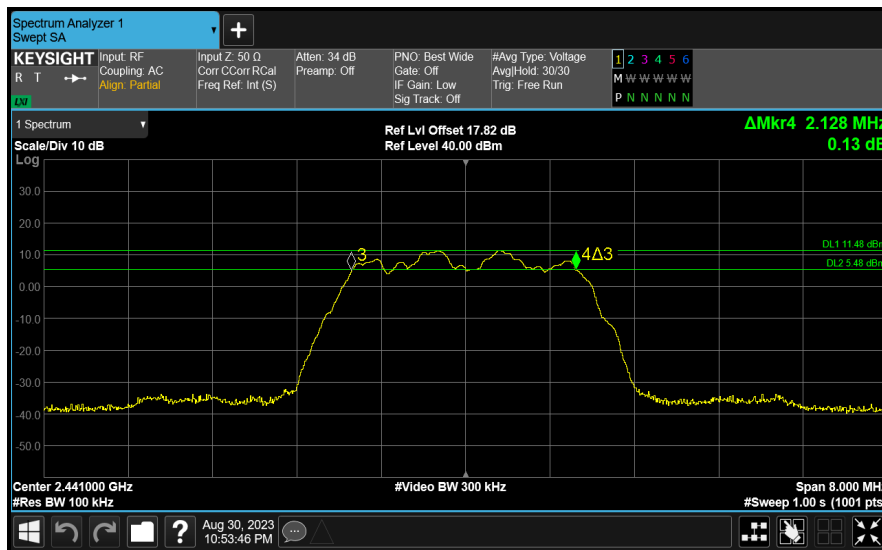 Spectrum Analyzer 1
Swept SA
+
KEYSIGHT
R T
LXI
Input: RF
Coupling: AC
Align: Partial
Input Z: 50 Ω
Corr CCorr RCal
Freq Ref: Int (S)
Atten: 34 dB
Preamp: Off
PNO: Best Wide
Gate: Off
IF Gain: Low
Sig Track: Off
#Avg Type: Voltage
Avg|Hold: 30/30
Trig: Free Run
1 2 3 4 5 6
M W W W W W
P N N N N N
1 Spectrum
Scale/Div 10 dB
Ref Lvl Offset 17.82 dB
Ref Level 40.00 dBm
ΔMkr4 2.128 MHz
0.13 dB
Log
30.0
20.0
10.0
0.00
-10.0
-20.0
-30.0
-40.0
-50.0
3
4Δ3
DL1 11.48 dBm
DL2 5.48 dBm
Center 2.441000 GHz
#Res BW 100 kHz
#Video BW 300 kHz
Span 8.000 MHz
#Sweep 1.00 s (1001 pts)
?
Aug 30, 2023
10:53:46 PM